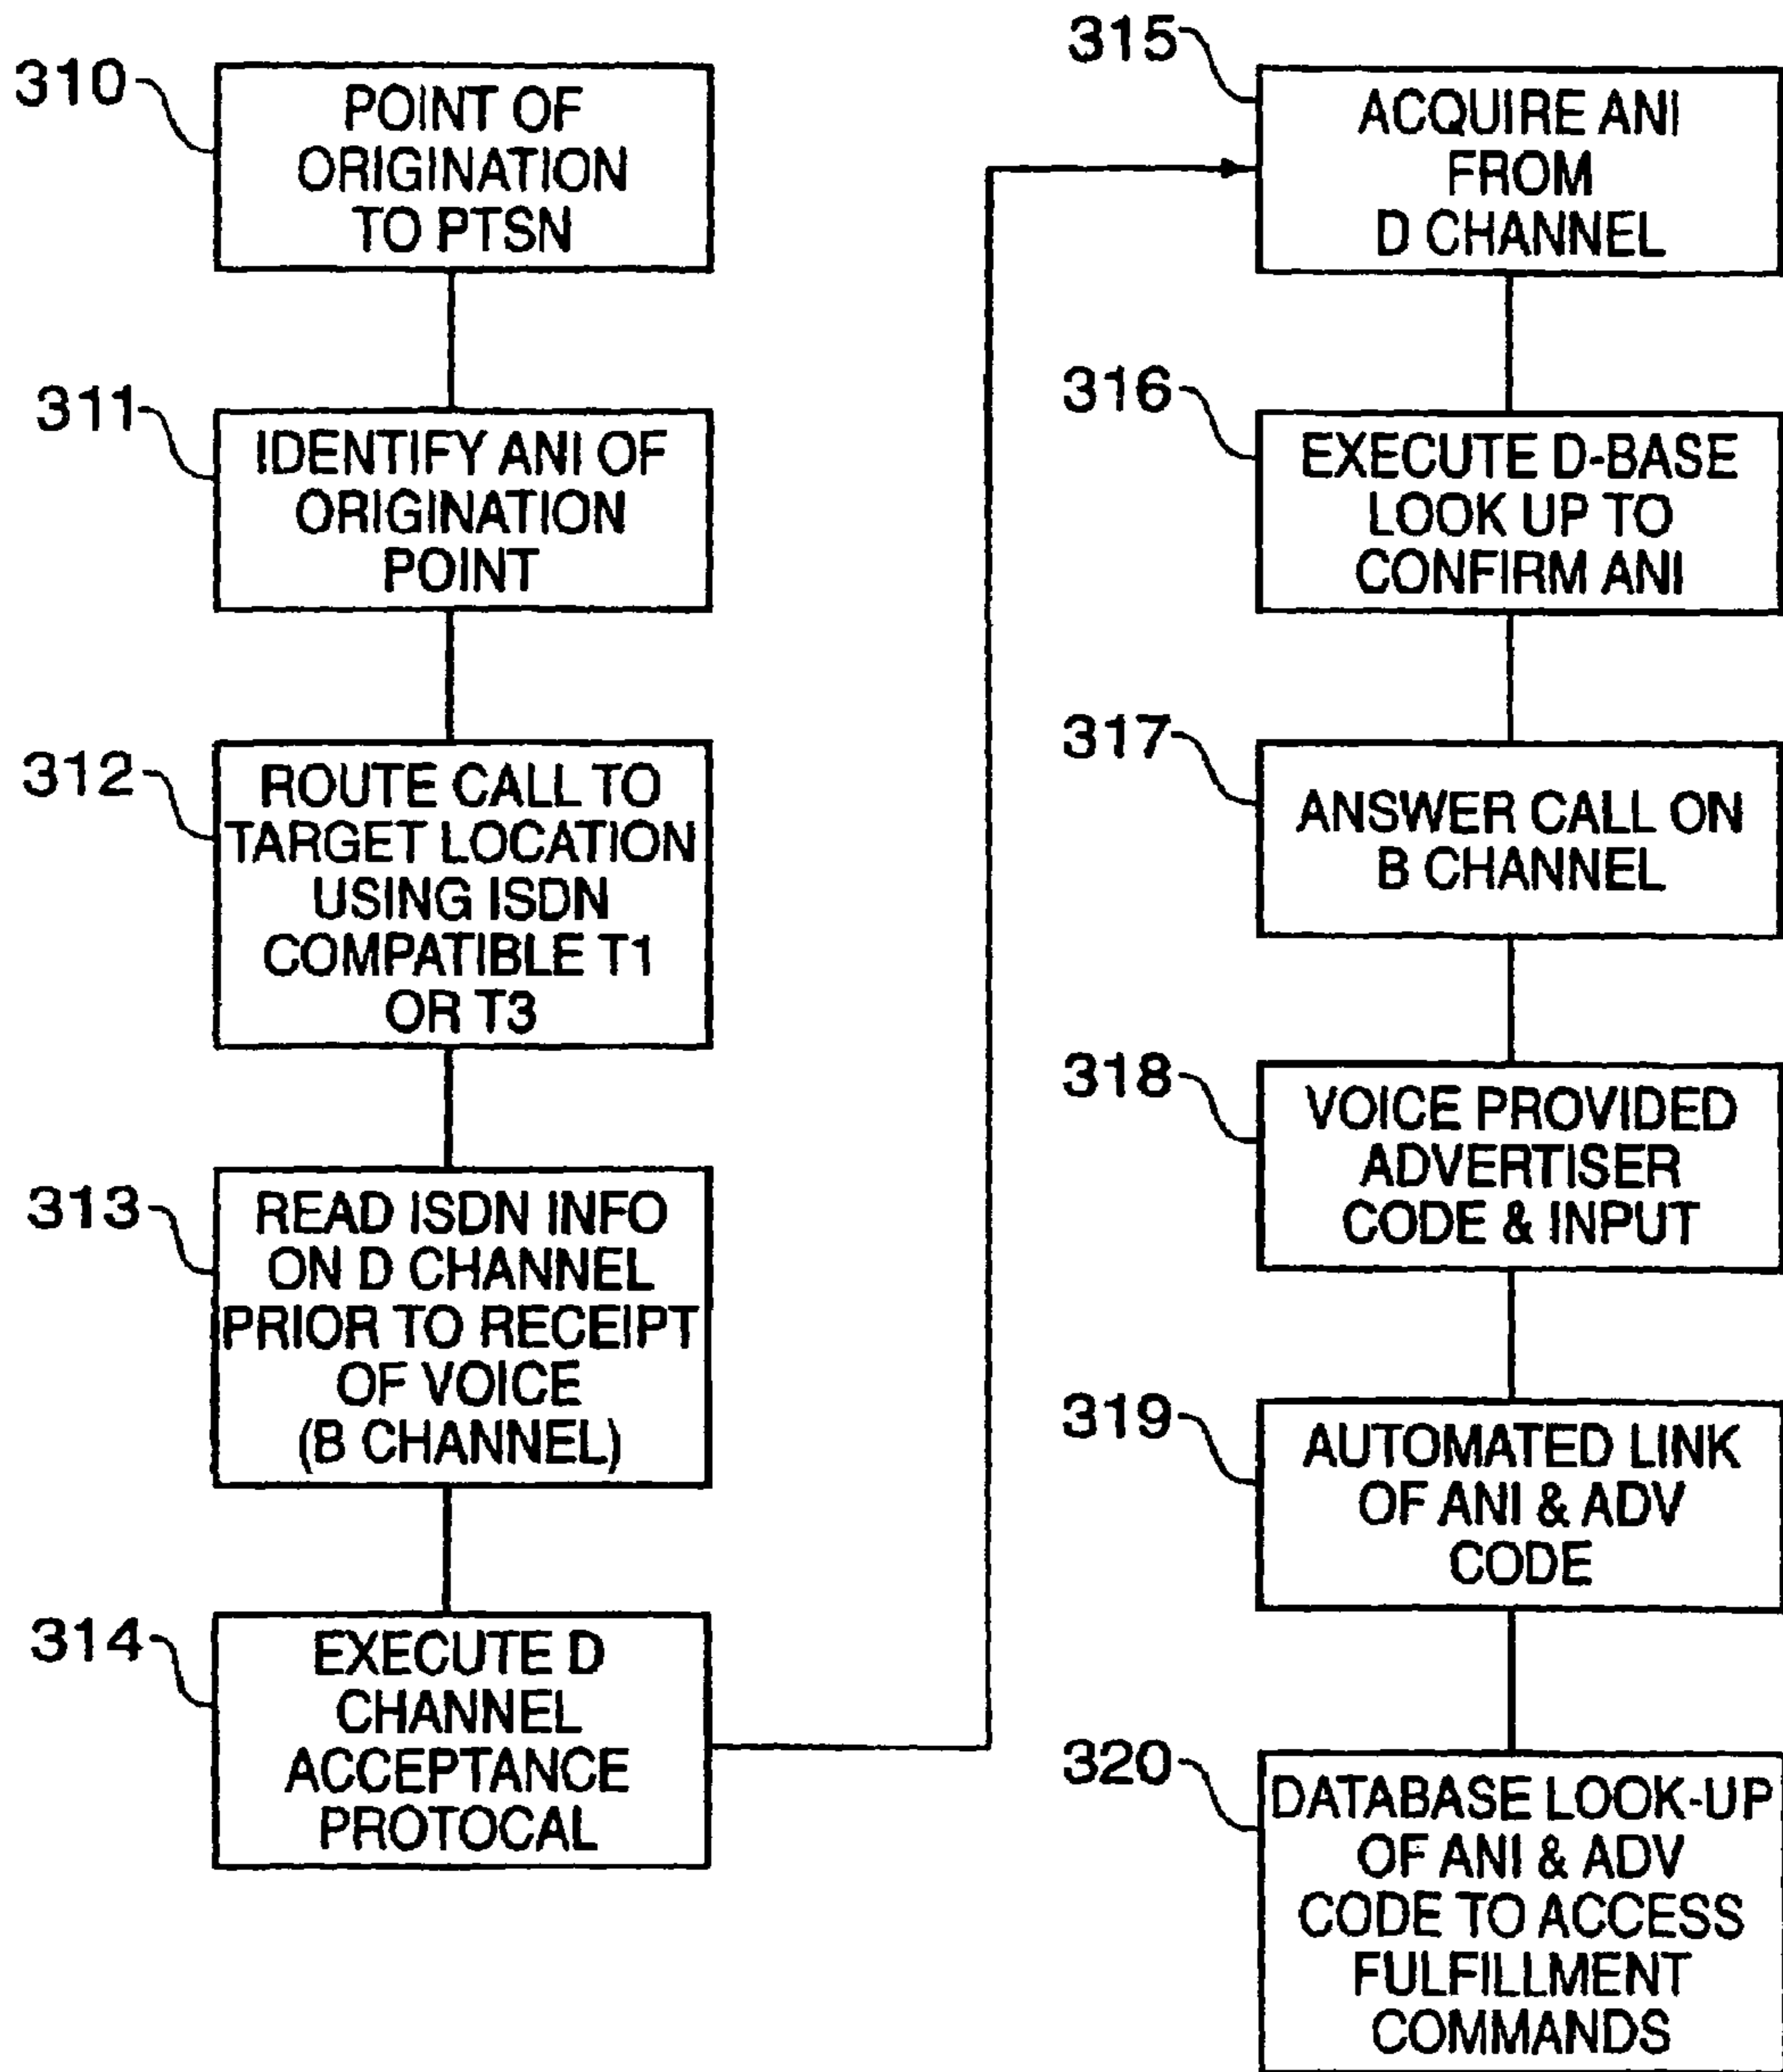 310
POINT OF
ORIGINATION
TO PTSN
311
IDENTIFY ANI OF
ORIGINATION
POINT
312
ROUTE CALL TO
TARGET LOCATION
USING ISDN
COMPATIBLE T1
OR T3
313
READ ISDN INFO
ON D CHANNEL
PRIOR TO RECEIPT
OF VOICE
(B CHANNEL)
314
EXECUTE D
CHANNEL
ACCEPTANCE
PROTOCAL
315
ACQUIRE ANI
FROM
D CHANNEL
316
EXECUTE D-BASE
LOOK UP TO
CONFIRM ANI
317
ANSWER CALL ON
B CHANNEL
318
VOICE PROVIDED
ADVERTISER
CODE & INPUT
319
AUTOMATED LINK
OF ANI & ADV
CODE
320
DATABASE LOOK-UP
OF ANI & ADV
CODE TO ACCESS
FULFILLMENT
COMMANDS